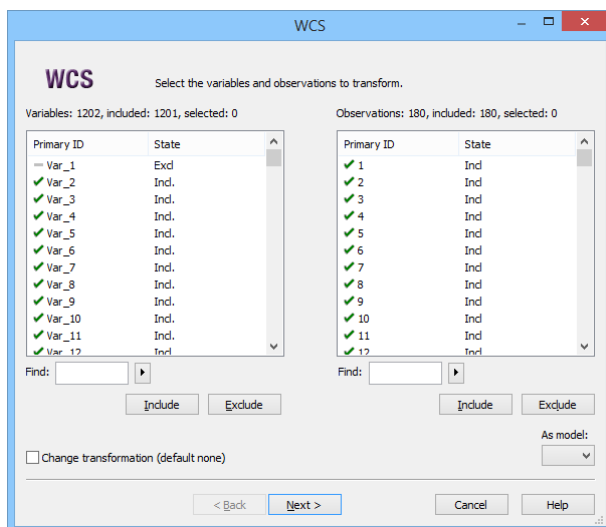 WCS
WCS
Select the variables and observations to transform.
Variables: 1202, included: 1201, selected: 0
Primary ID State
Var_1 Excl
Var_2 Incl.
Var_3 Incl.
Var_4 Incl.
Var_5 Incl.
Var_6 Incl.
Var_7 Incl.
Var_8 Incl.
Var_9 Incl.
Var_10 Incl.
Var_11 Incl.
Var_12 Incl
Find:
Include Exclude
Observations: 180, included: 180, selected: 0
Primary ID State
1 Incl
2 Incl
3 Incl
4 Incl
5 Incl
6 Incl
7 Incl
8 Incl
9 Incl
10 Incl
11 Incl
12 Incl
Find:
Include Exclude
As model:
Change transformation (default none)
< Back Next > Cancel Help